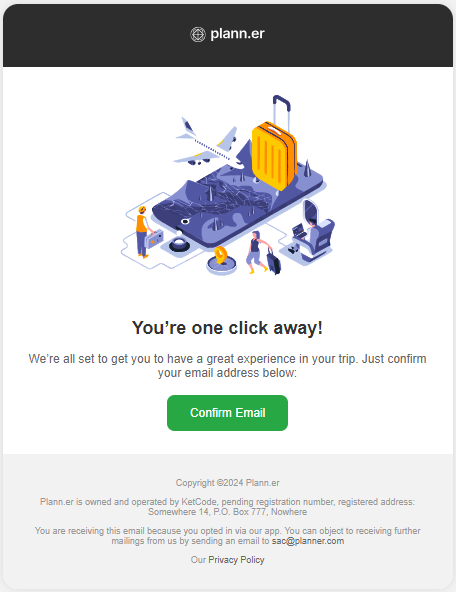 plann.er
You’re one click away!
We’re all set to get you to have a great experience in your trip. Just confirm
your email address below:
Confirm Email
Copyright ©2024 Plann.er
Plann.er is owned and operated by KetCode, pending registration number, registered address:
Somewhere 14, P.O. Box 777, Nowhere
You are receiving this email because you opted in via our app. You can object to receiving further
mailings from us by sending an email to sac@planner.com
Our Privacy Policy